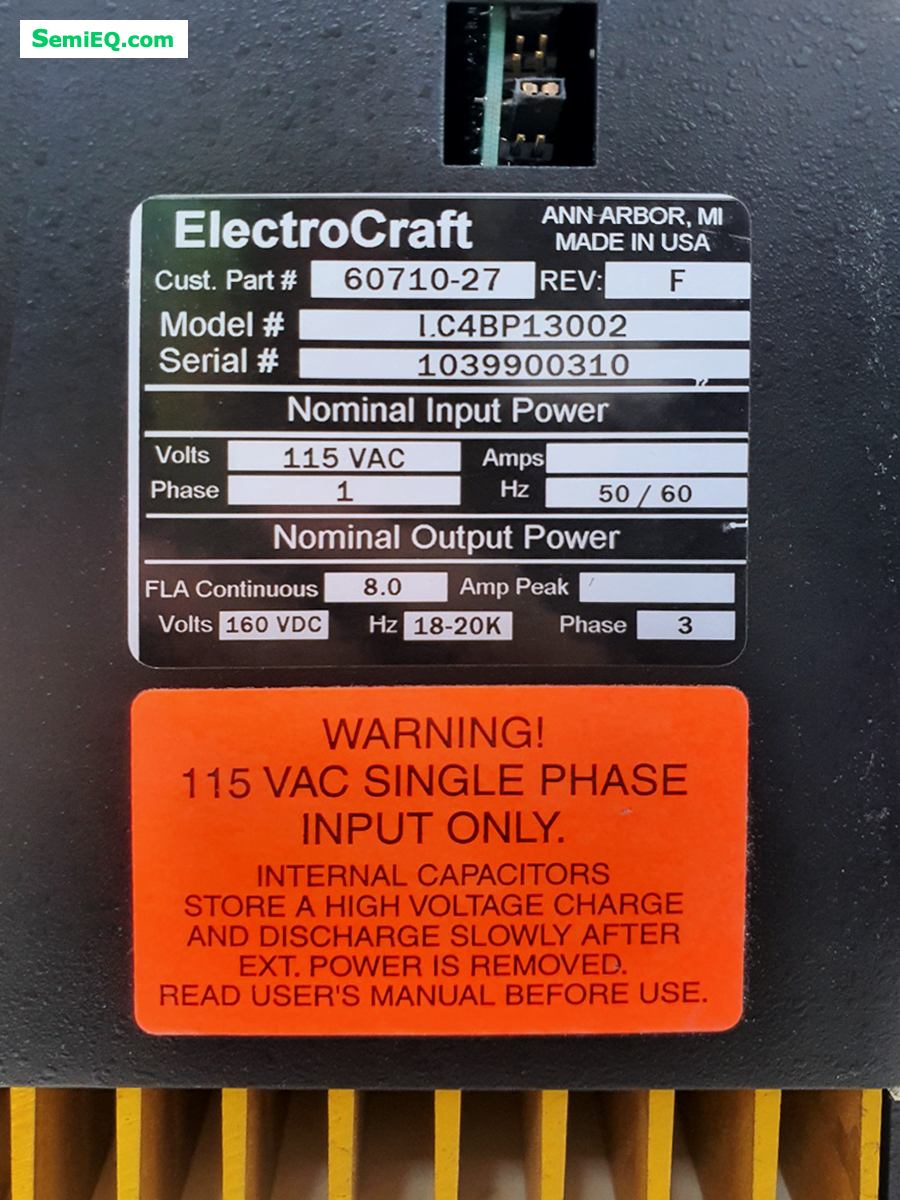 SemiEQ.com
ElectroCraft ANN ARBOR, MI
MADE IN USA
Cust. Part # 60710-27 REV: F
Model # LC4BP13002
Serial # 1039900310
Nominal Input Power
Volts 115 VAC Amps
Phase 1 Hz 50 / 60
Nominal Output Power
FLA Continuous 8.0 Amp Peak
Volts 160 VDC Hz 18-20K Phase 3
WARNING!
115 VAC SINGLE PHASE
INPUT ONLY.
INTERNAL CAPACITORS
STORE A HIGH VOLTAGE CHARGE
AND DISCHARGE SLOWLY AFTER
EXT. POWER IS REMOVED.
READ USER'S MANUAL BEFORE USE.